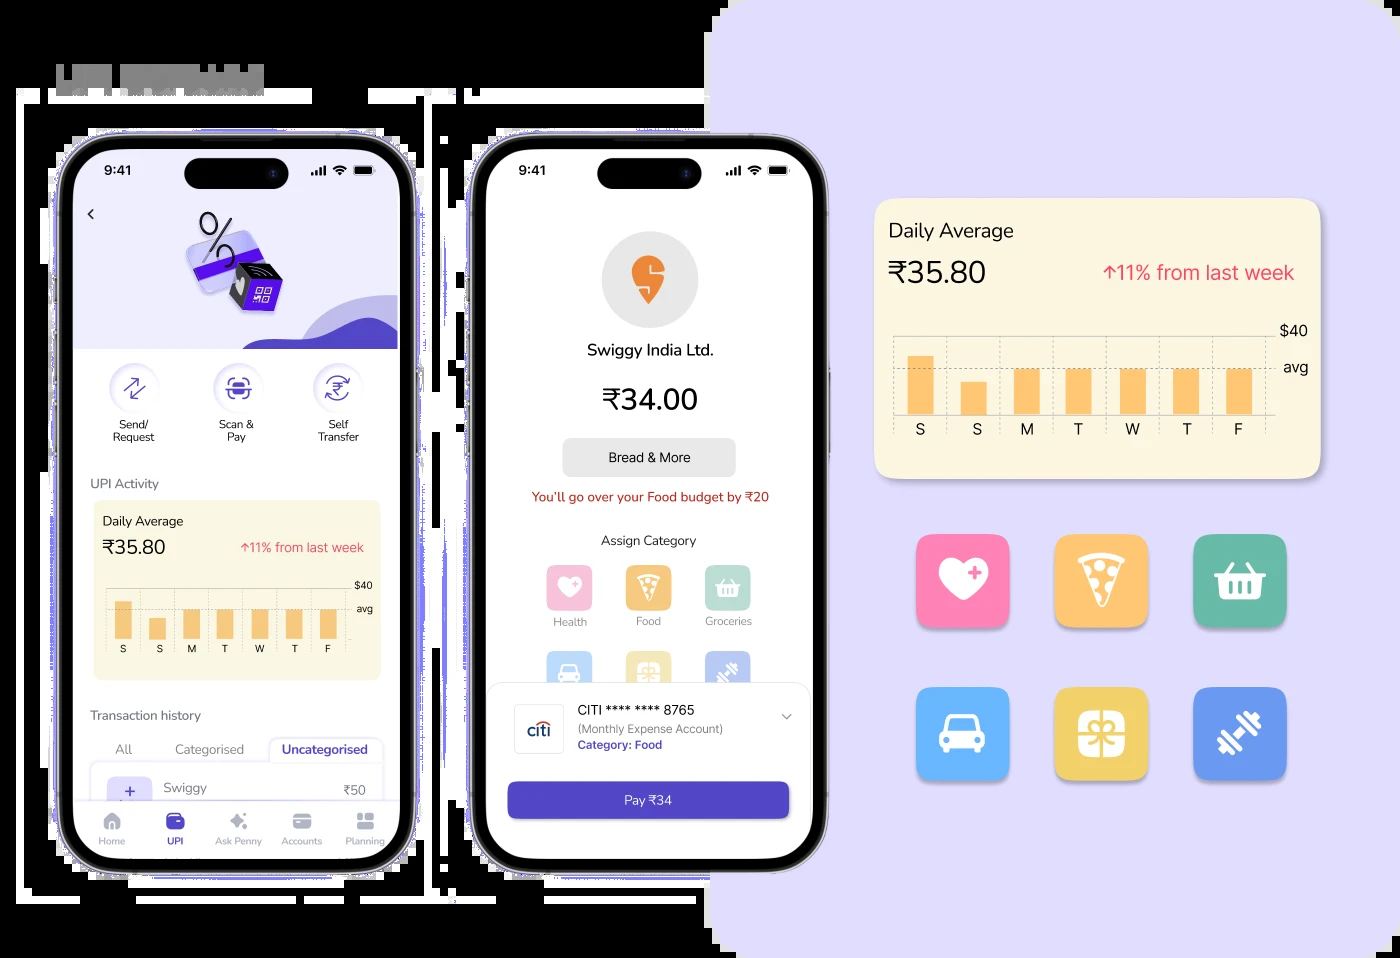 9:41
Send/
Request
Scan &
Pay
Self
Transfer
UPI Activity
Daily Average
₹35.80
↑11% from last week
$40
avg
S S M T W T F
Transaction history
All Categorised Uncategorised
+ Swiggy ₹50
Home UPI Ask Penny Accounts Planning
9:41
Swiggy India Ltd.
₹34.00
Bread & More
You’ll go over your Food budget by ₹20
Assign Category
Health Food Groceries
citi
CITI **** **** 8765
(Monthly Expense Account)
Category: Food
Pay ₹34
Daily Average
₹35.80
↑11% from last week
$40
avg
S S M T W T F